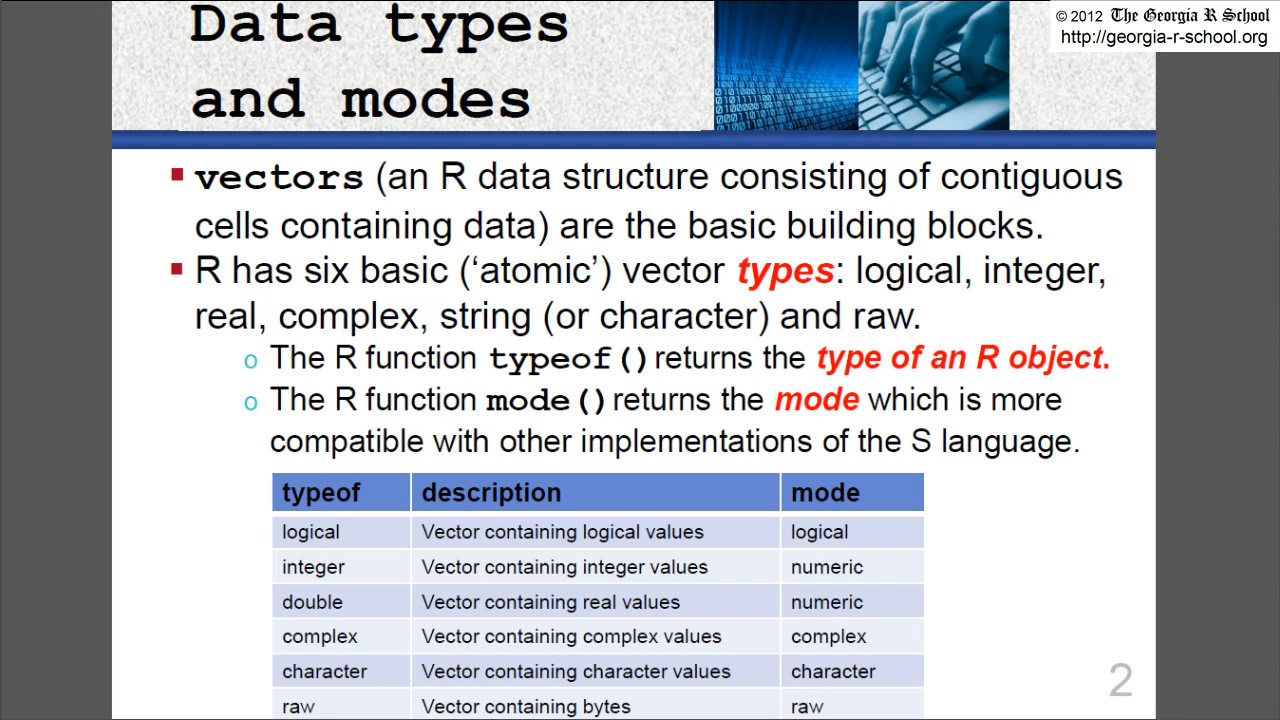 Data types
and modes
© 2012 The Georgia R School
http://georgia-r-school.org
vectors (an R data structure consisting of contiguous
cells containing data) are the basic building blocks.
R has six basic (‘atomic’) vector types: logical, integer,
real, complex, string (or character) and raw.
o The R function typeof() returns the type of an R object.
o The R function mode() returns the mode which is more
compatible with other implementations of the S language.
typeof description mode
logical Vector containing logical values logical
integer Vector containing integer values numeric
double Vector containing real values numeric
complex Vector containing complex values complex
character Vector containing character values character
raw Vector containing bytes raw
2